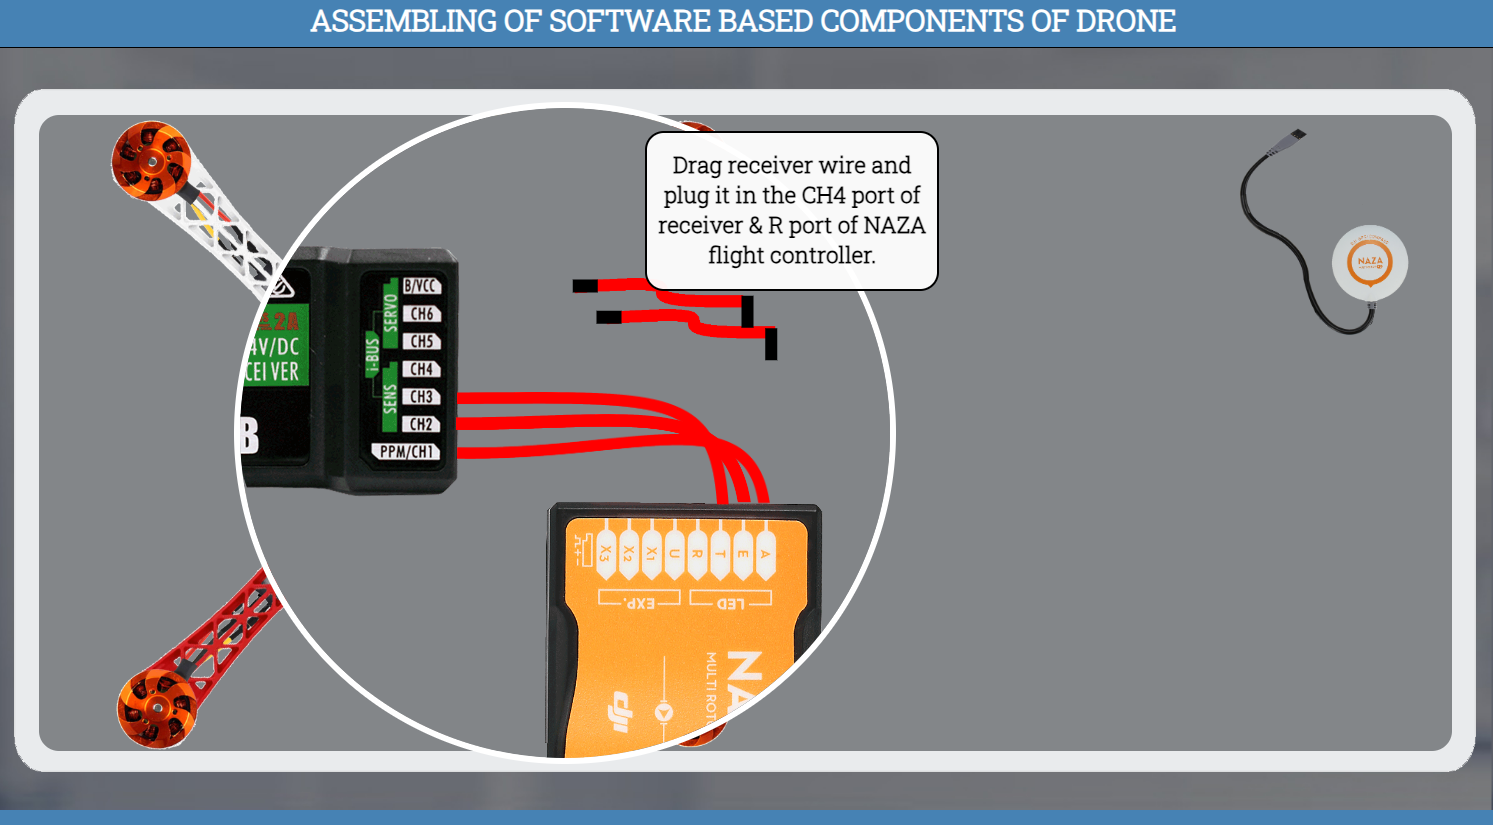 ASSEMBLING OF SOFTWARE BASED COMPONENTS OF DRONE
Drag receiver wire and
plug it in the CH4 port of
receiver & R port of NAZA
flight controller.
B/VCC
CH6
CH5
CH4
CH3
CH2
PPM/CH1
SERVO
i-BUS
SENS
2A
4V/DC
CEIVER
B
X3
X2
X1
U
R
T
E
A
EXP.
LED
NA
MULTI ROT
dji
NAZA